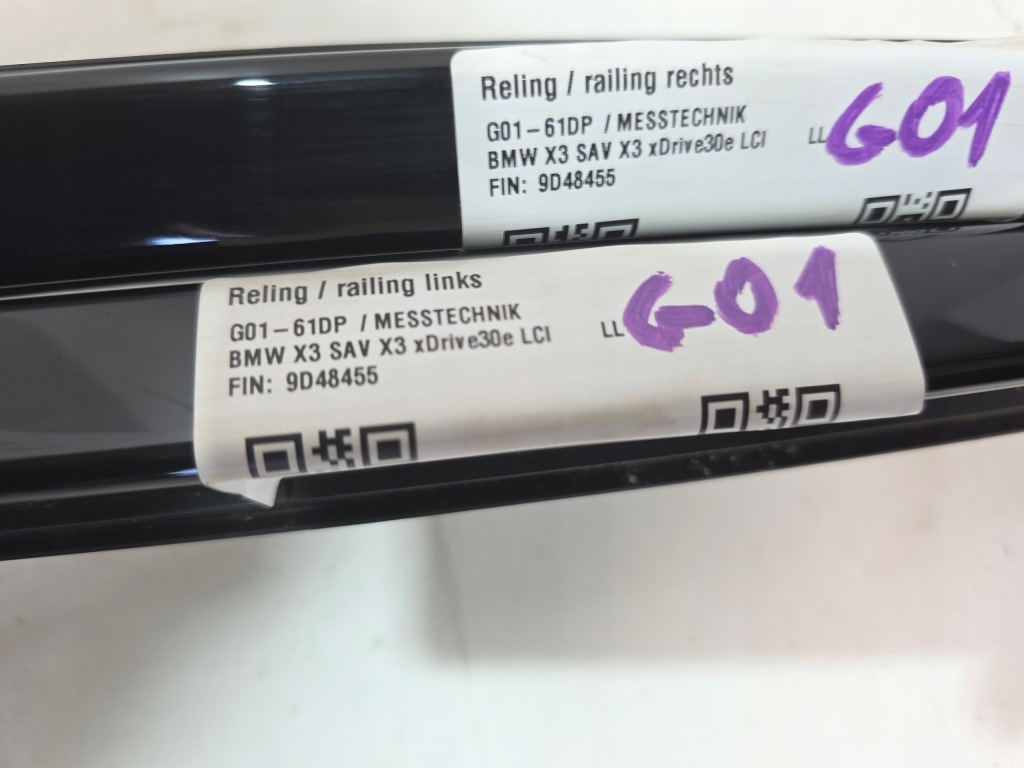 Reling / railing rechts
G01-61DP / MESSTECHNIK
BMW X3 SAV X3 xDrive30e LCI LL
FIN: 9D48455
G01
Reling / railing links
G01-61DP / MESSTECHNIK
BMW X3 SAV X3 xDrive30e LCI LL
FIN: 9D48455
G01